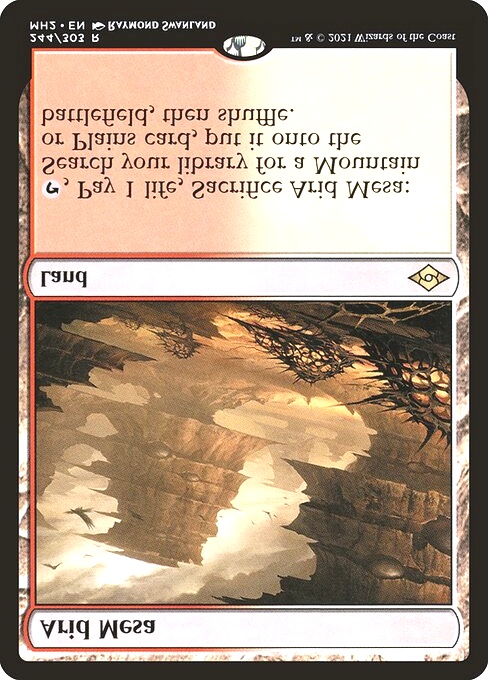 Arid Mesa
Land
, Pay 1 life, Sacrifice Arid Mesa:
Search your library for a Mountain
or Plains card, put it onto the
battlefield, then shuffle.
244/303 R
MH2 • EN Raymond Swanland
™ & © 2021 Wizards of the Coast